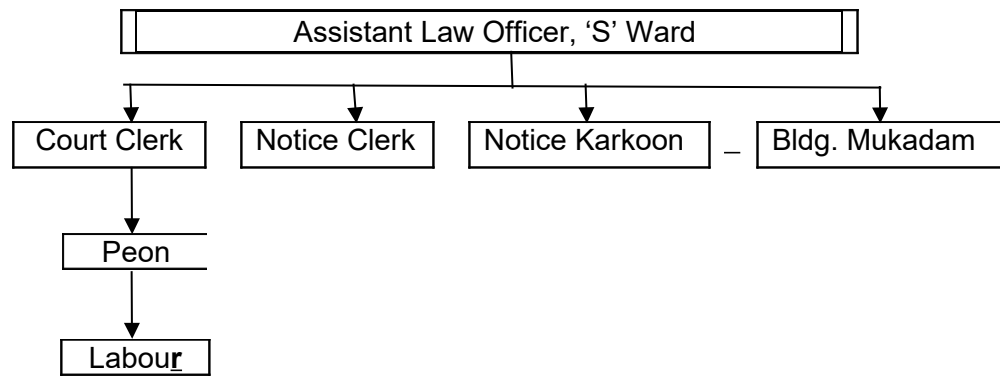 Assistant Law Officer, ‘S’ Ward
Court Clerk
Notice Clerk
Notice Karkoon
_
Bldg. Mukadam
Peon
Labour